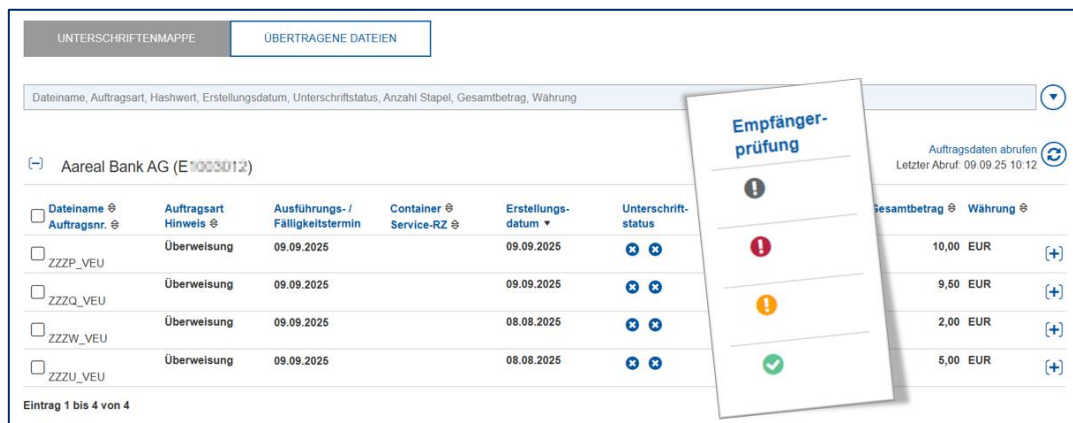 UNTERSCHRIFTENMAPPE ÜBERTRAGENE DATEIEN
Dateiname, Auftragsart, Hashwert, Erstellungsdatum, Unterschriftstatus, Anzahl Stapel, Gesamtbetrag, Währung
Empfänger-
prüfung
Aareal Bank AG (E
Auftragsdaten abrufen
Letzter Abruf: 09.09.25 10:12
Dateiname Auftragsart Ausführungs- / Container Erstellungs- Unterschrift- Gesamtbetrag Währung
Auftragsnr. Hinweis Fälligkeitstermin Service-RZ datum status
Überweisung 09.09.2025 09.09.2025 10,00 EUR
ZZZP_VEU
Überweisung 09.09.2025 09.09.2025 9,50 EUR
ZZZQ_VEU
Überweisung 09.09.2025 08.08.2025 2,00 EUR
ZZZW_VEU
Überweisung 09.09.2025 08.08.2025 5,00 EUR
ZZZU_VEU
Eintrag 1 bis 4 von 4